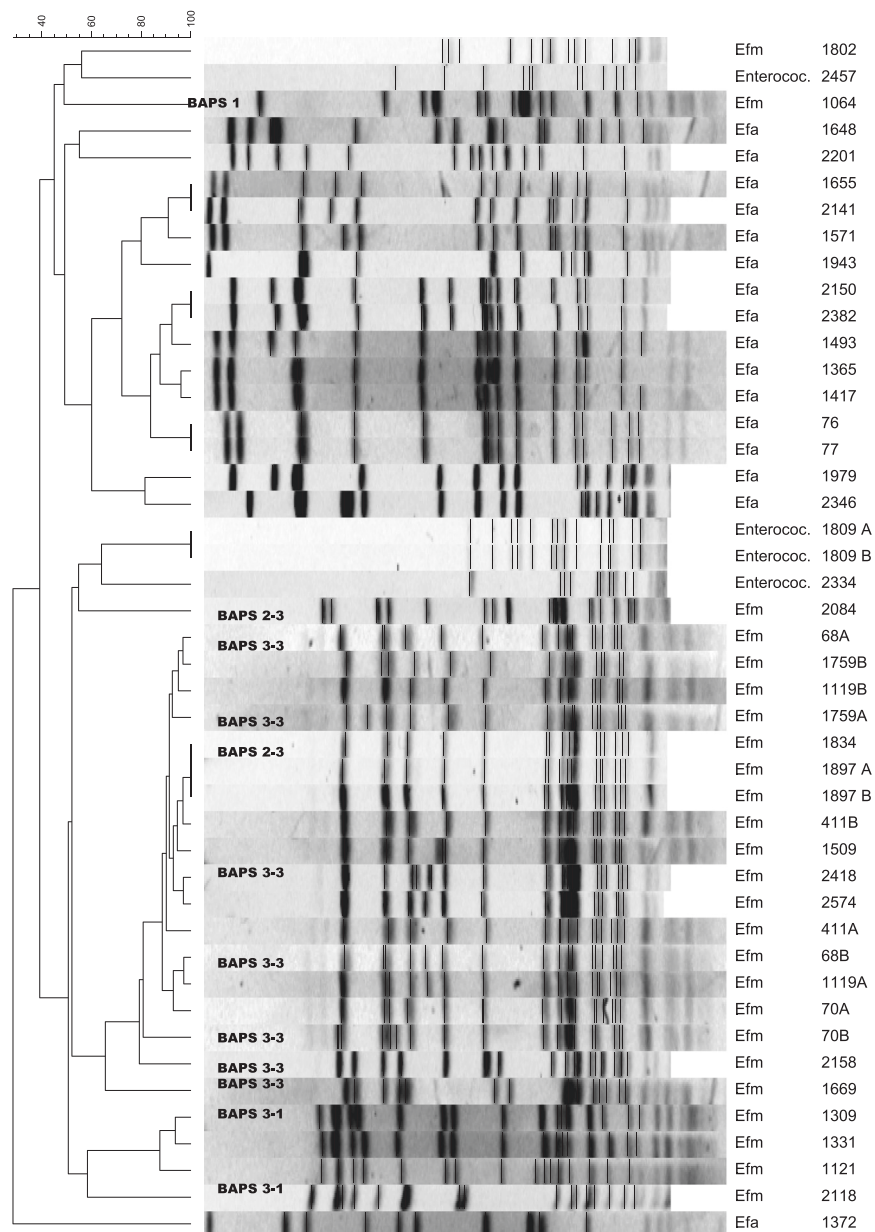 40 60 80 100
Efm 1802
Enterococ. 2457
BAPS 1 Efm 1064
Efa 1648
Efa 2201
Efa 1655
Efa 2141
Efa 1571
Efa 1943
Efa 2150
Efa 2382
Efa 1493
Efa 1365
Efa 1417
Efa 76
Efa 77
Efa 1979
Efa 2346
Enterococ. 1809 A
Enterococ. 1809 B
Enterococ. 2334
BAPS 2-3 Efm 2084
BAPS 3-3 Efm 68A
Efm 1759B
Efm 1119B
BAPS 3-3 Efm 1759A
BAPS 2-3 Efm 1834
Efm 1897 A
Efm 1897 B
Efm 411B
Efm 1509
BAPS 3-3 Efm 2418
Efm 2574
Efm 411A
BAPS 3-3 Efm 68B
Efm 1119A
Efm 70A
BAPS 3-3 Efm 70B
BAPS 3-3 Efm 2158
BAPS 3-3 Efm 1669
BAPS 3-1 Efm 1309
Efm 1331
Efm 1121
BAPS 3-1 Efm 2118
Efa 1372